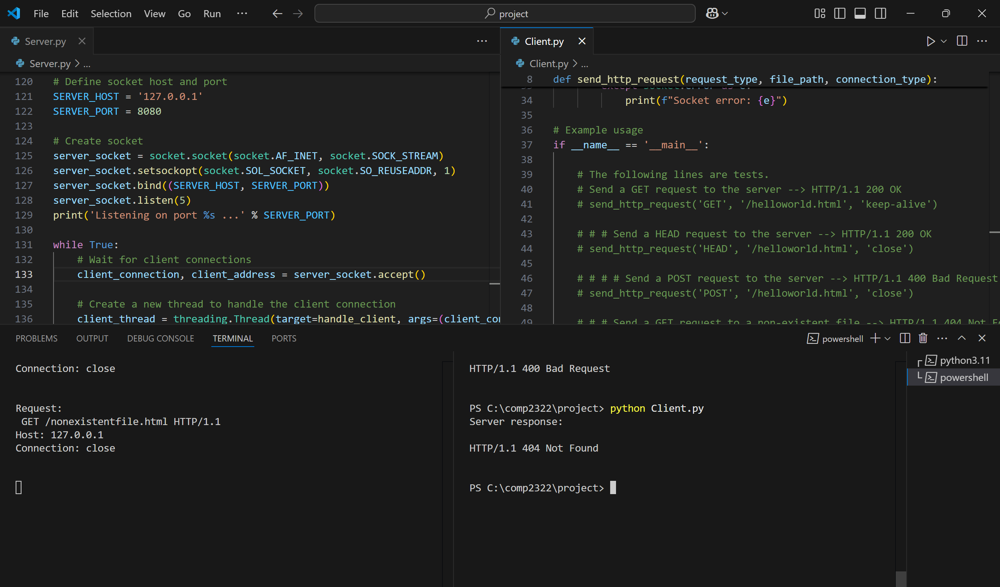 File Edit Selection View Go Run ... project
Server.py
Server.py > ...
120 # Define socket host and port
121 SERVER_HOST = '127.0.0.1'
122 SERVER_PORT = 8080
123
124 # Create socket
125 server_socket = socket.socket(socket.AF_INET, socket.SOCK_STREAM)
126 server_socket.setsockopt(socket.SOL_SOCKET, socket.SO_REUSEADDR, 1)
127 server_socket.bind((SERVER_HOST, SERVER_PORT))
128 server_socket.listen(5)
129 print('Listening on port %s ...' % SERVER_PORT)
130
131 while True:
132 # Wait for client connections
133 client_connection, client_address = server_socket.accept()
134
135 # Create a new thread to handle the client connection
136 client_thread = threading.Thread(target=handle_client, args=(client_co
Client.py
Client.py > ...
8 def send_http_request(request_type, file_path, connection_type):
except socket.error as e:
34 print(f"Socket error: {e}")
35
36 # Example usage
37 if __name__ == '__main__':
38
39 # The following lines are tests.
40 # Send a GET request to the server --> HTTP/1.1 200 OK
41 # send_http_request('GET', '/helloworld.html', 'keep-alive')
42
43 # # # Send a HEAD request to the server --> HTTP/1.1 200 OK
44 # send_http_request('HEAD', '/helloworld.html', 'close')
45
46 # # # # Send a POST request to the server --> HTTP/1.1 400 Bad Request
47 # send_http_request('POST', '/helloworld.html', 'close')
48
49 # # # Send a GET request to a non-existent file --> HTTP/1.1 404 Not
PROBLEMS OUTPUT DEBUG CONSOLE TERMINAL PORTS powershell
Connection: close
Request:
GET /nonexistentfile.html HTTP/1.1
Host: 127.0.0.1
Connection: close
HTTP/1.1 400 Bad Request
PS C:\comp2322\project> python Client.py
Server response:
HTTP/1.1 404 Not Found
PS C:\comp2322\project>
python3.11
powershell